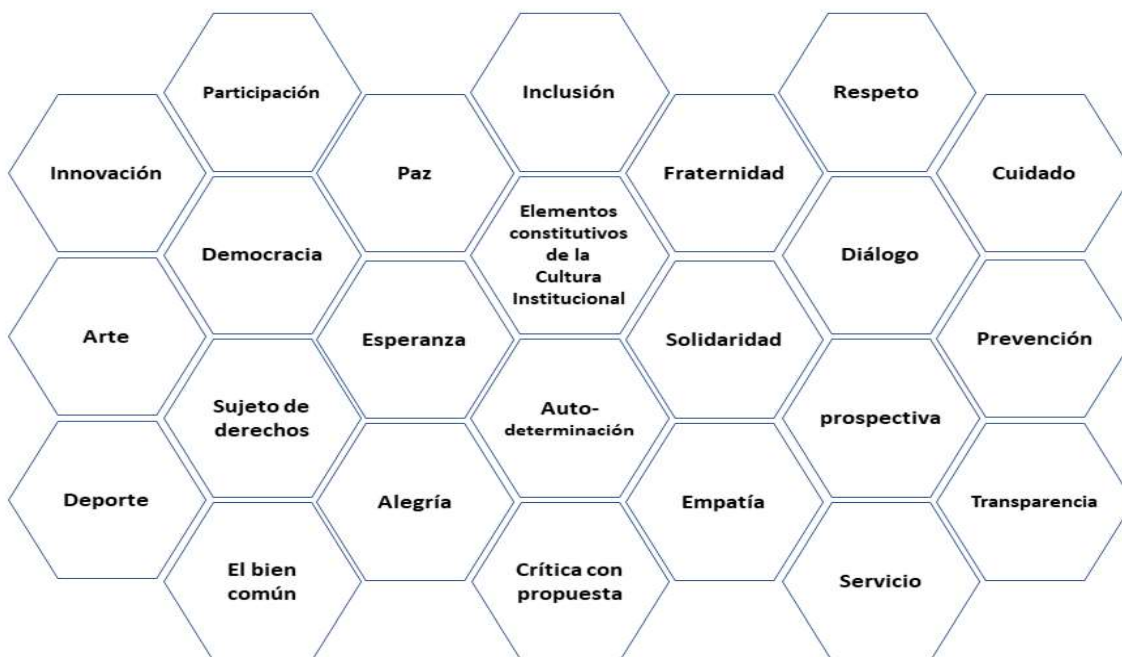 Participación
Inclusión
Respeto
Innovación
Paz
Fraternidad
Cuidado
Democracia
Elementos
constitutivos
de la
Cultura
Institucional
Diálogo
Arte
Esperanza
Solidaridad
Prevención
Sujeto de
derechos
Auto-
determinación
prospectiva
Deporte
Alegría
Empatía
Transparencia
El bien
común
Crítica con
propuesta
Servicio